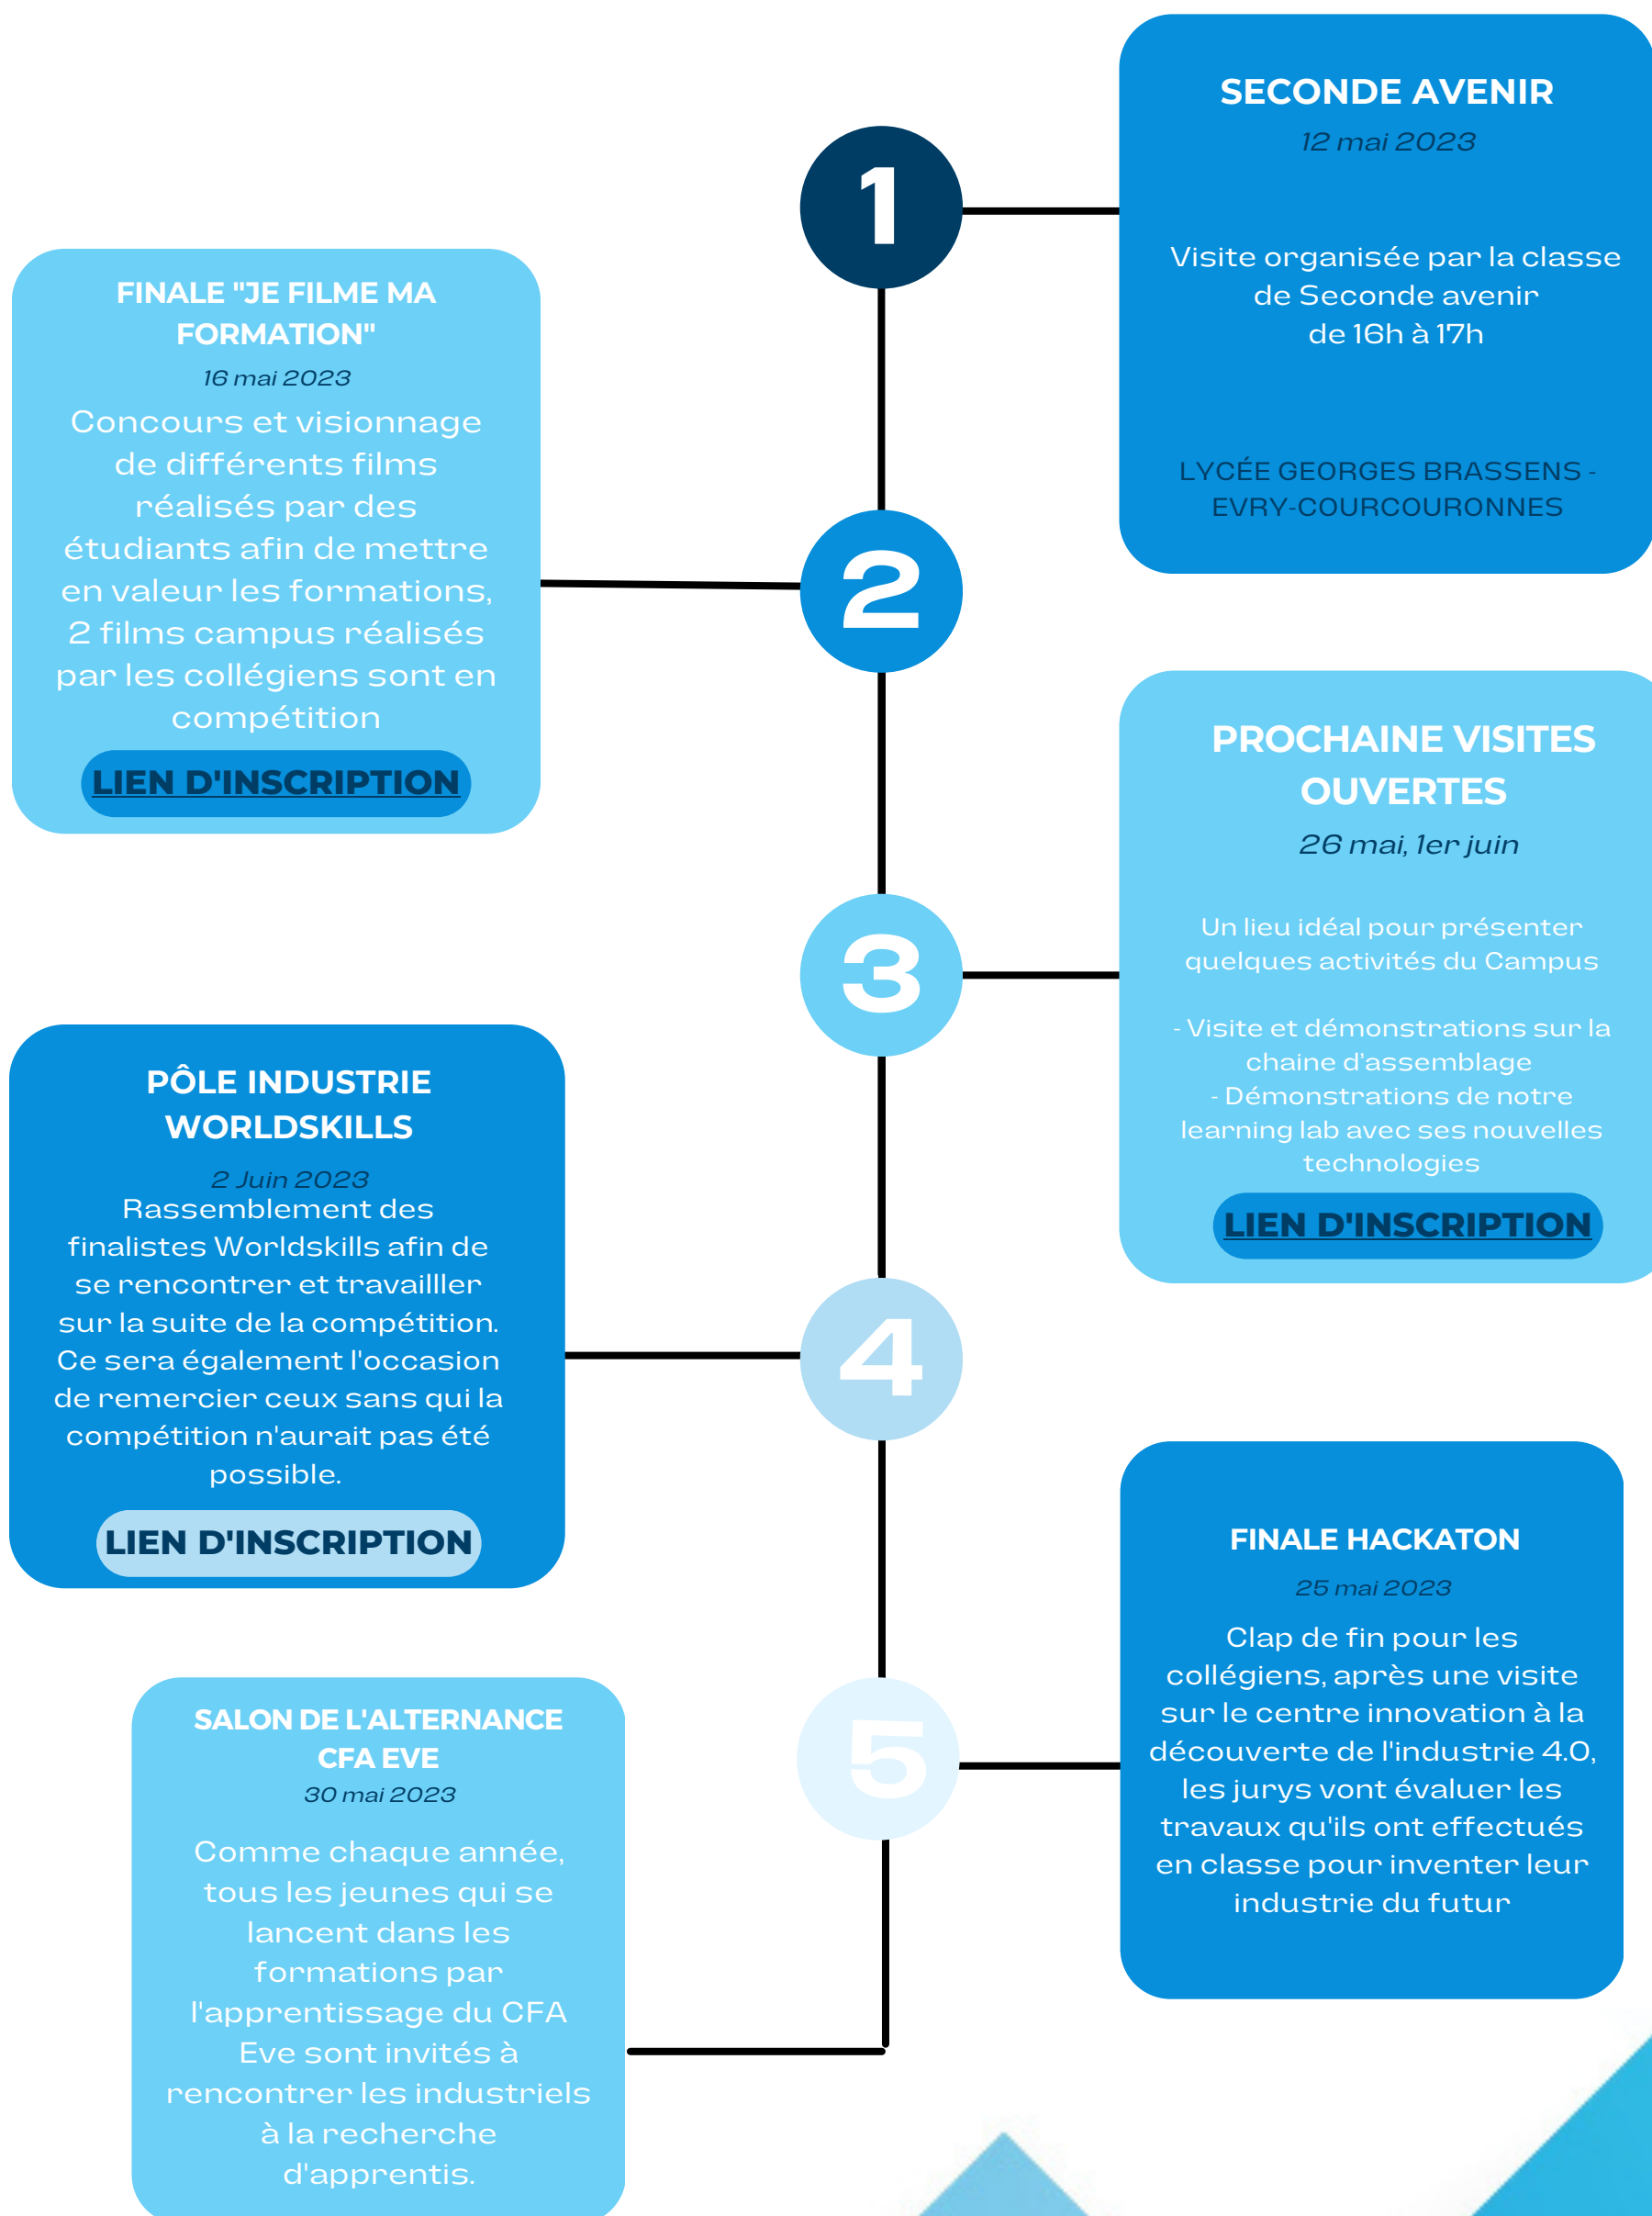 1
SECONDE AVENIR
12 mai 2023
Visite organisée par la classe
de Seconde avenir
de 16h à 17h
LYCÉE GEORGES BRASSENS -
EVRY-COURCOURONNES
2
FINALE "JE FILME MA
FORMATION"
16 mai 2023
Concours et visionnage
de différents films
réalisés par des
étudiants afin de mettre
en valeur les formations,
2 films campus réalisés
par les collégiens sont en
compétition
LIEN D'INSCRIPTION
3
PROCHAINE VISITES
OUVERTES
26 mai, 1er juin
Un lieu idéal pour présenter
quelques activités du Campus
- Visite et démonstrations sur la
chaine d'assemblage
- Démonstrations de notre
learning lab avec ses nouvelles
technologies
LIEN D'INSCRIPTION
4
PÔLE INDUSTRIE
WORLDSKILLS
2 Juin 2023
Rassemblement des
finalistes Worldskills afin de
se rencontrer et travailller
sur la suite de la compétition.
Ce sera également l'occasion
de remercier ceux sans qui la
compétition n'aurait pas été
possible.
LIEN D'INSCRIPTION
5
FINALE HACKATON
25 mai 2023
Clap de fin pour les
collégiens, après une visite
sur le centre innovation à la
découverte de l'industrie 4.0,
les jurys vont évaluer les
travaux qu'ils ont effectués
en classe pour inventer leur
industrie du futur
SALON DE L'ALTERNANCE
CFA EVE
30 mai 2023
Comme chaque année,
tous les jeunes qui se
lancent dans les
formations par
l'apprentissage du CFA
Eve sont invités à
rencontrer les industriels
à la recherche
d'apprentis.